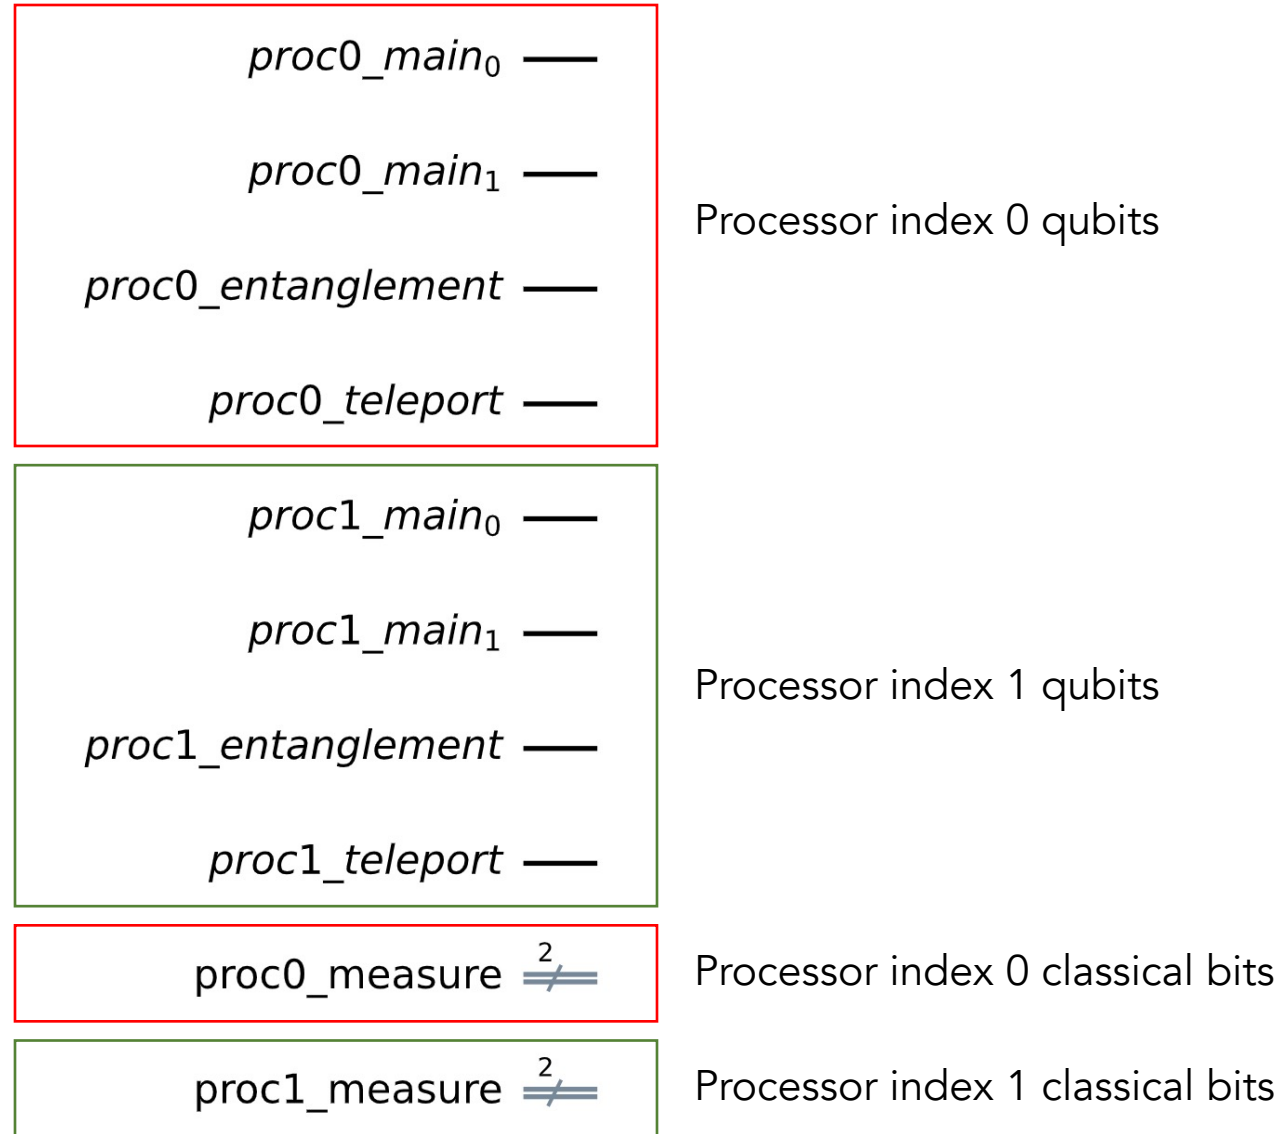 proc0_main₀
proc0_main₁
Processor index 0 qubits
proc0_entanglement
proc0_teleport
proc1_main₀
proc1_main₁
Processor index 1 qubits
proc1_entanglement
proc1_teleport
2
proc0_measure Processor index 0 classical bits
2
proc1_measure Processor index 1 classical bits